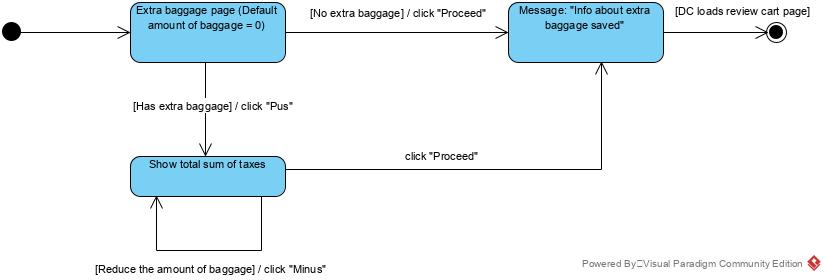 Extra baggage page (Default
amount of baggage = 0)
[No extra baggage] / click "Proceed"
Message: "Info about extra
baggage saved"
[DC loads review cart page]
[Has extra baggage] / click "Pus"
Show total sum of taxes
click "Proceed"
[Reduce the amount of baggage] / click "Minus"
Powered By Visual Paradigm Community Edition